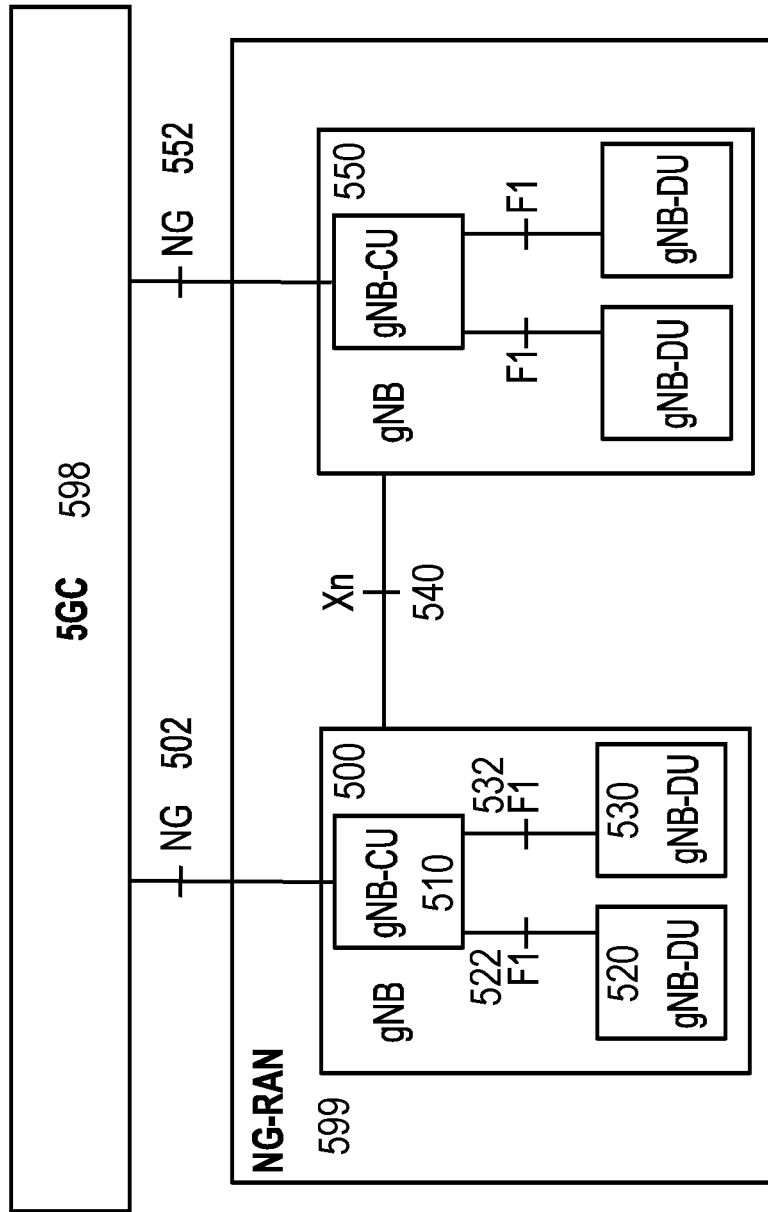 5GC 598
NG 502
NG 552
NG-RAN
599
gNB
500
gNB-CU
510
522
F1
532
F1
520
gNB-DU
530
gNB-DU
Xn
540
gNB
550
gNB-CU
F1
F1
gNB-DU
gNB-DU